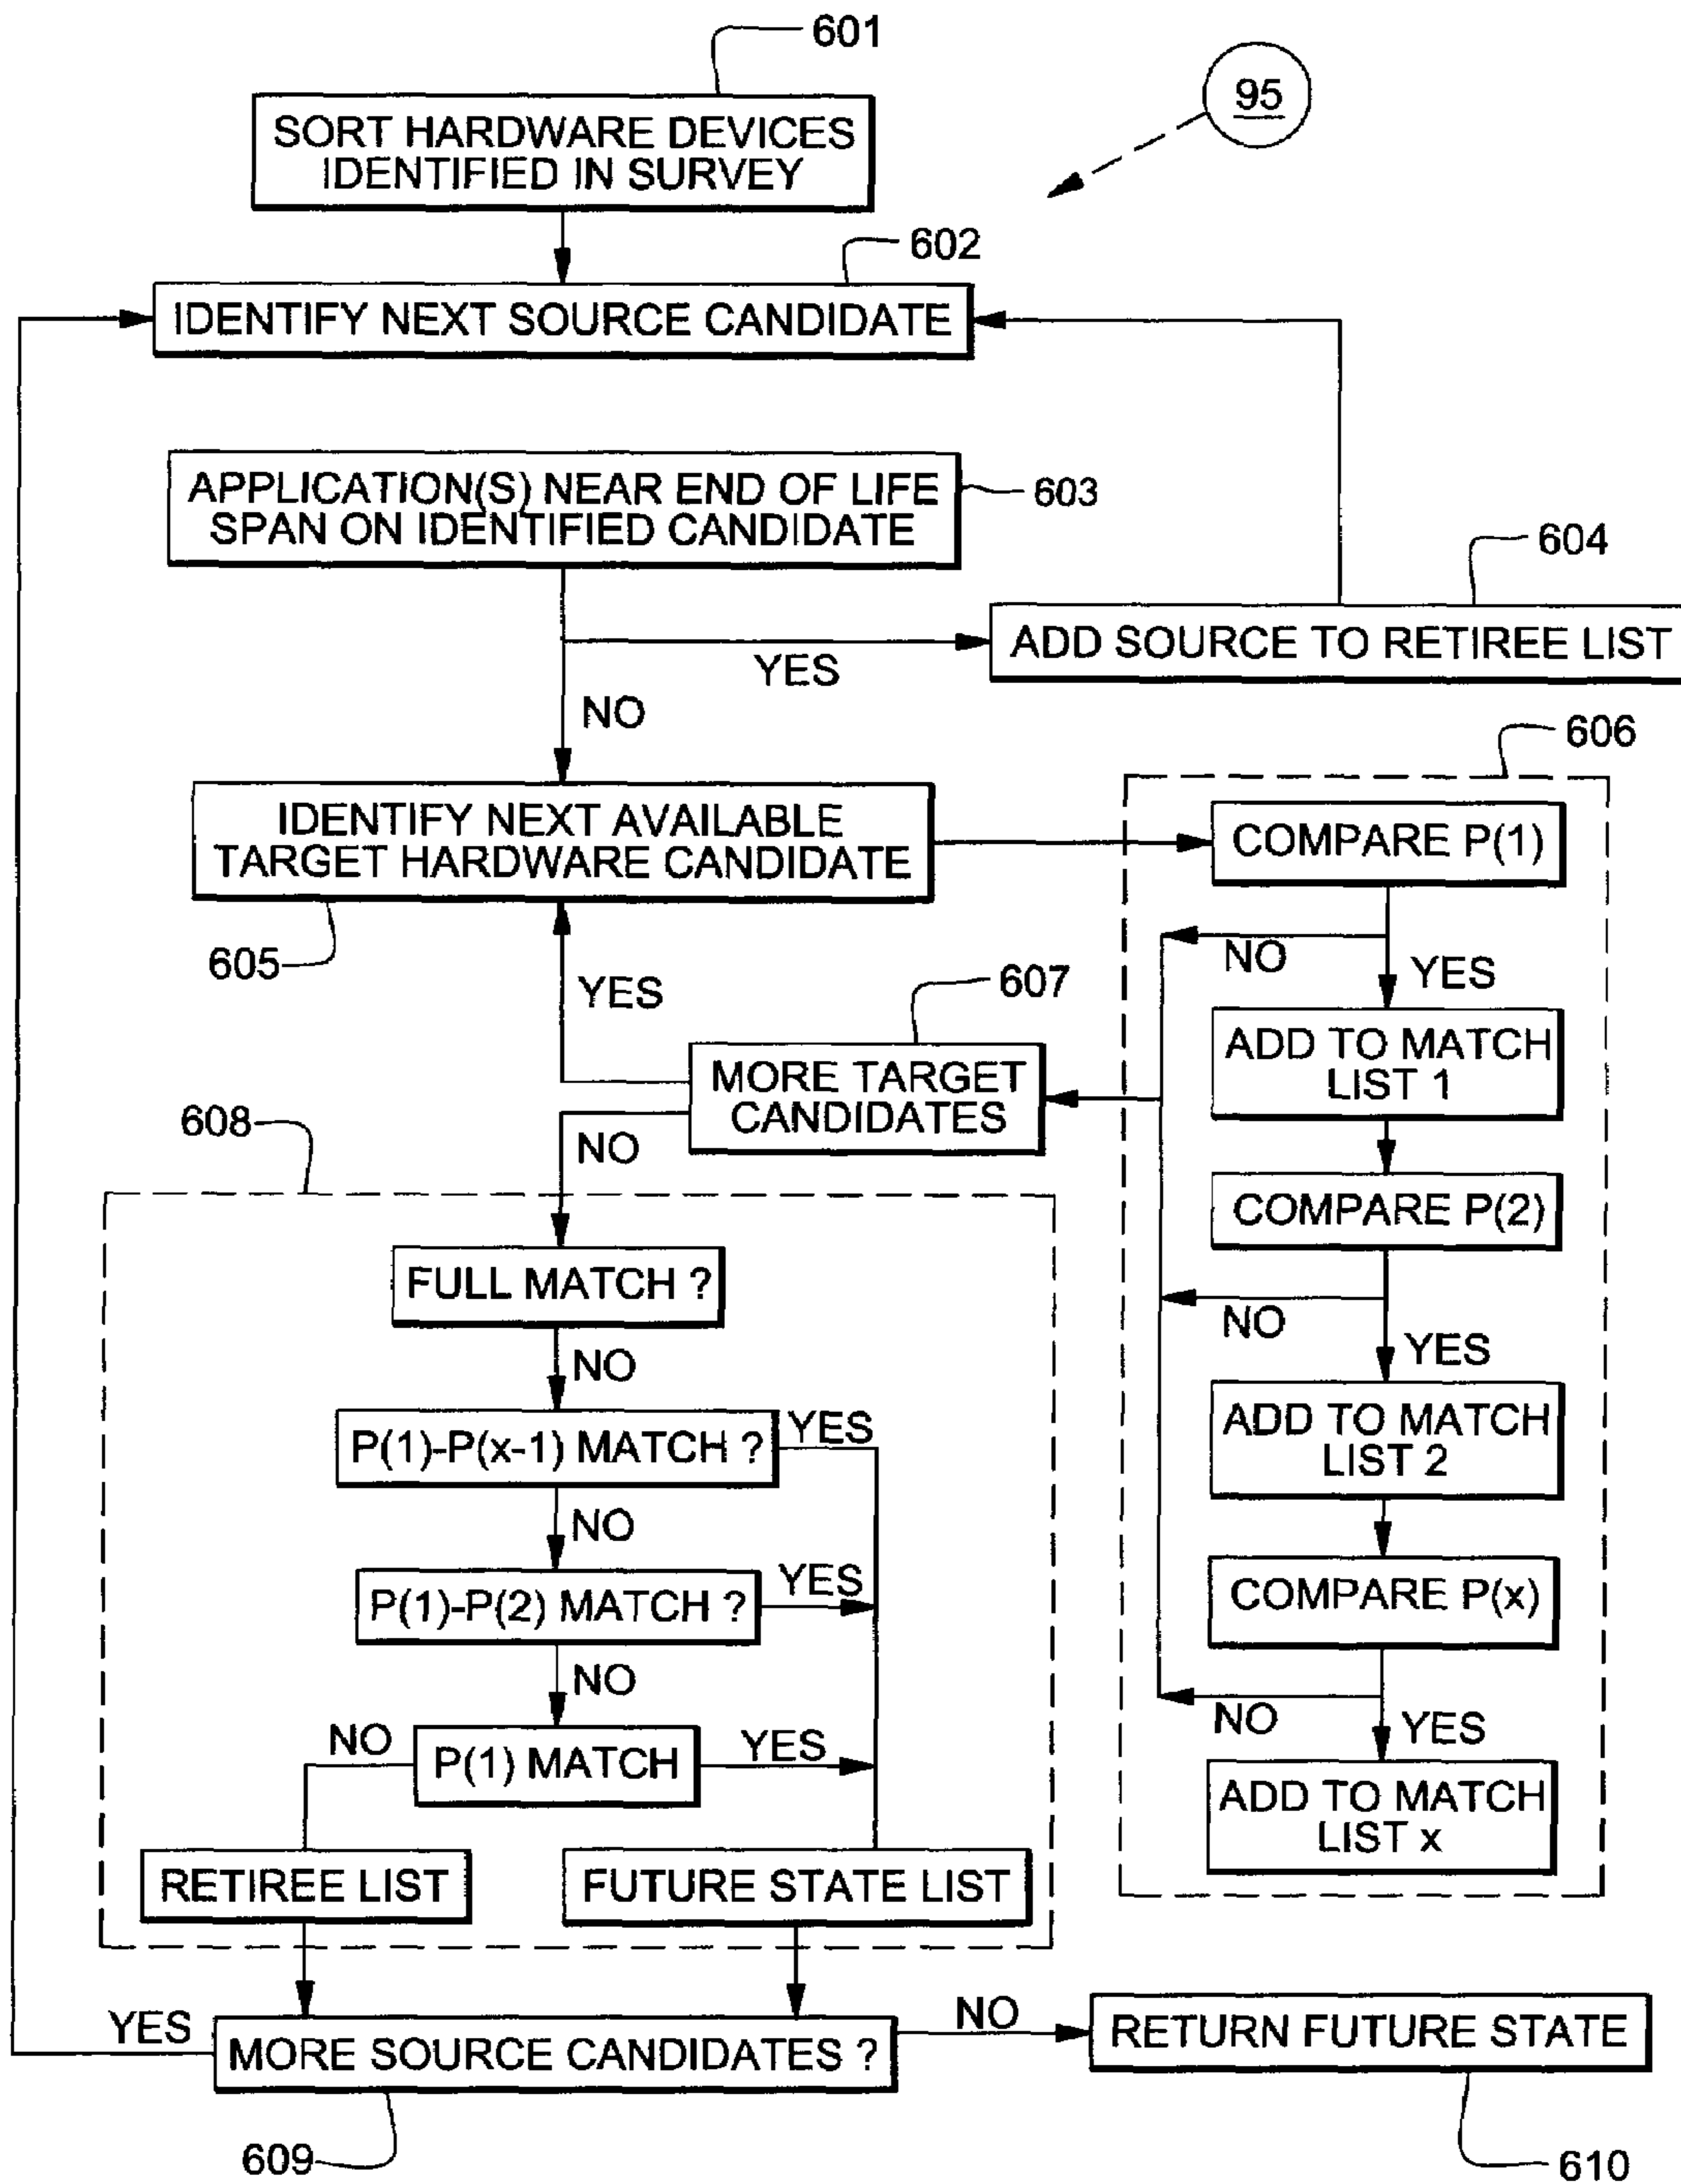 601
95
SORT HARDWARE DEVICES
IDENTIFIED IN SURVEY
602
IDENTIFY NEXT SOURCE CANDIDATE
APPLICATION(S) NEAR END OF LIFE
SPAN ON IDENTIFIED CANDIDATE
603
604
ADD SOURCE TO RETIREE LIST
YES
NO
606
IDENTIFY NEXT AVAILABLE
TARGET HARDWARE CANDIDATE
605
COMPARE P(1)
NO
YES
ADD TO MATCH
LIST 1
COMPARE P(2)
NO
YES
ADD TO MATCH
LIST 2
COMPARE P(x)
NO
YES
ADD TO MATCH
LIST x
607
YES
MORE TARGET
CANDIDATES
NO
608
FULL MATCH ?
NO
P(1)-P(x-1) MATCH ?
YES
NO
P(1)-P(2) MATCH ?
YES
NO
NO
P(1) MATCH
YES
RETIREE LIST
FUTURE STATE LIST
YES
MORE SOURCE CANDIDATES ?
NO
RETURN FUTURE STATE
609
610